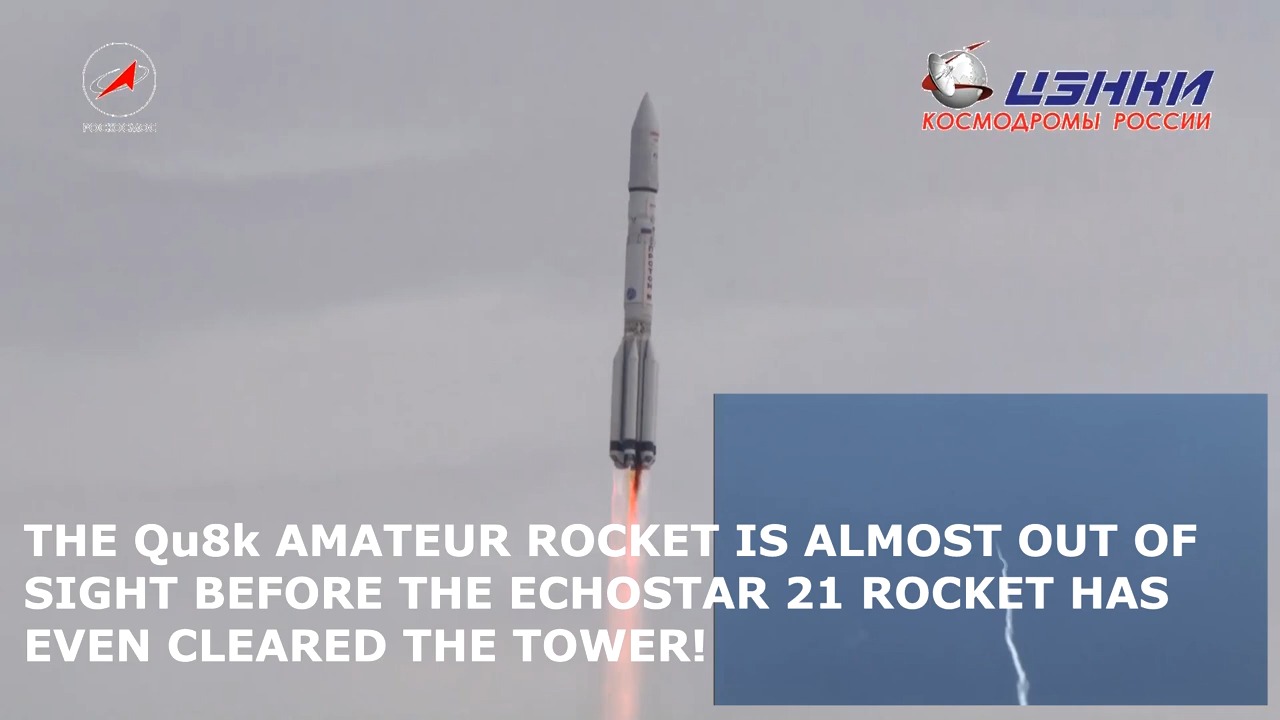 РОСКОСМОС
ЦЭНКИ
КОСМОДРОМЫ РОССИИ
THE Qu8k AMATEUR ROCKET IS ALMOST OUT OF
SIGHT BEFORE THE ECHOSTAR 21 ROCKET HAS
EVEN CLEARED THE TOWER!